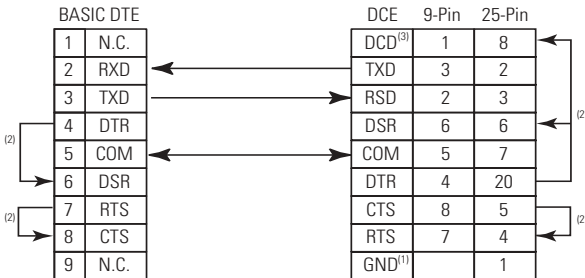 BASIC DTE DCE 9-Pin 25-Pin
1 N.C. DCD(3) 1 8
2 RXD TXD 3 2
3 TXD RSD 2 3
4 DTR DSR 6 6
(2) (2
5 COM COM 5 7
6 DSR DTR 4 20
7 RTS CTS 8 5
(2) (2
8 CTS RTS 7 4
9 N.C. GND(1) 1